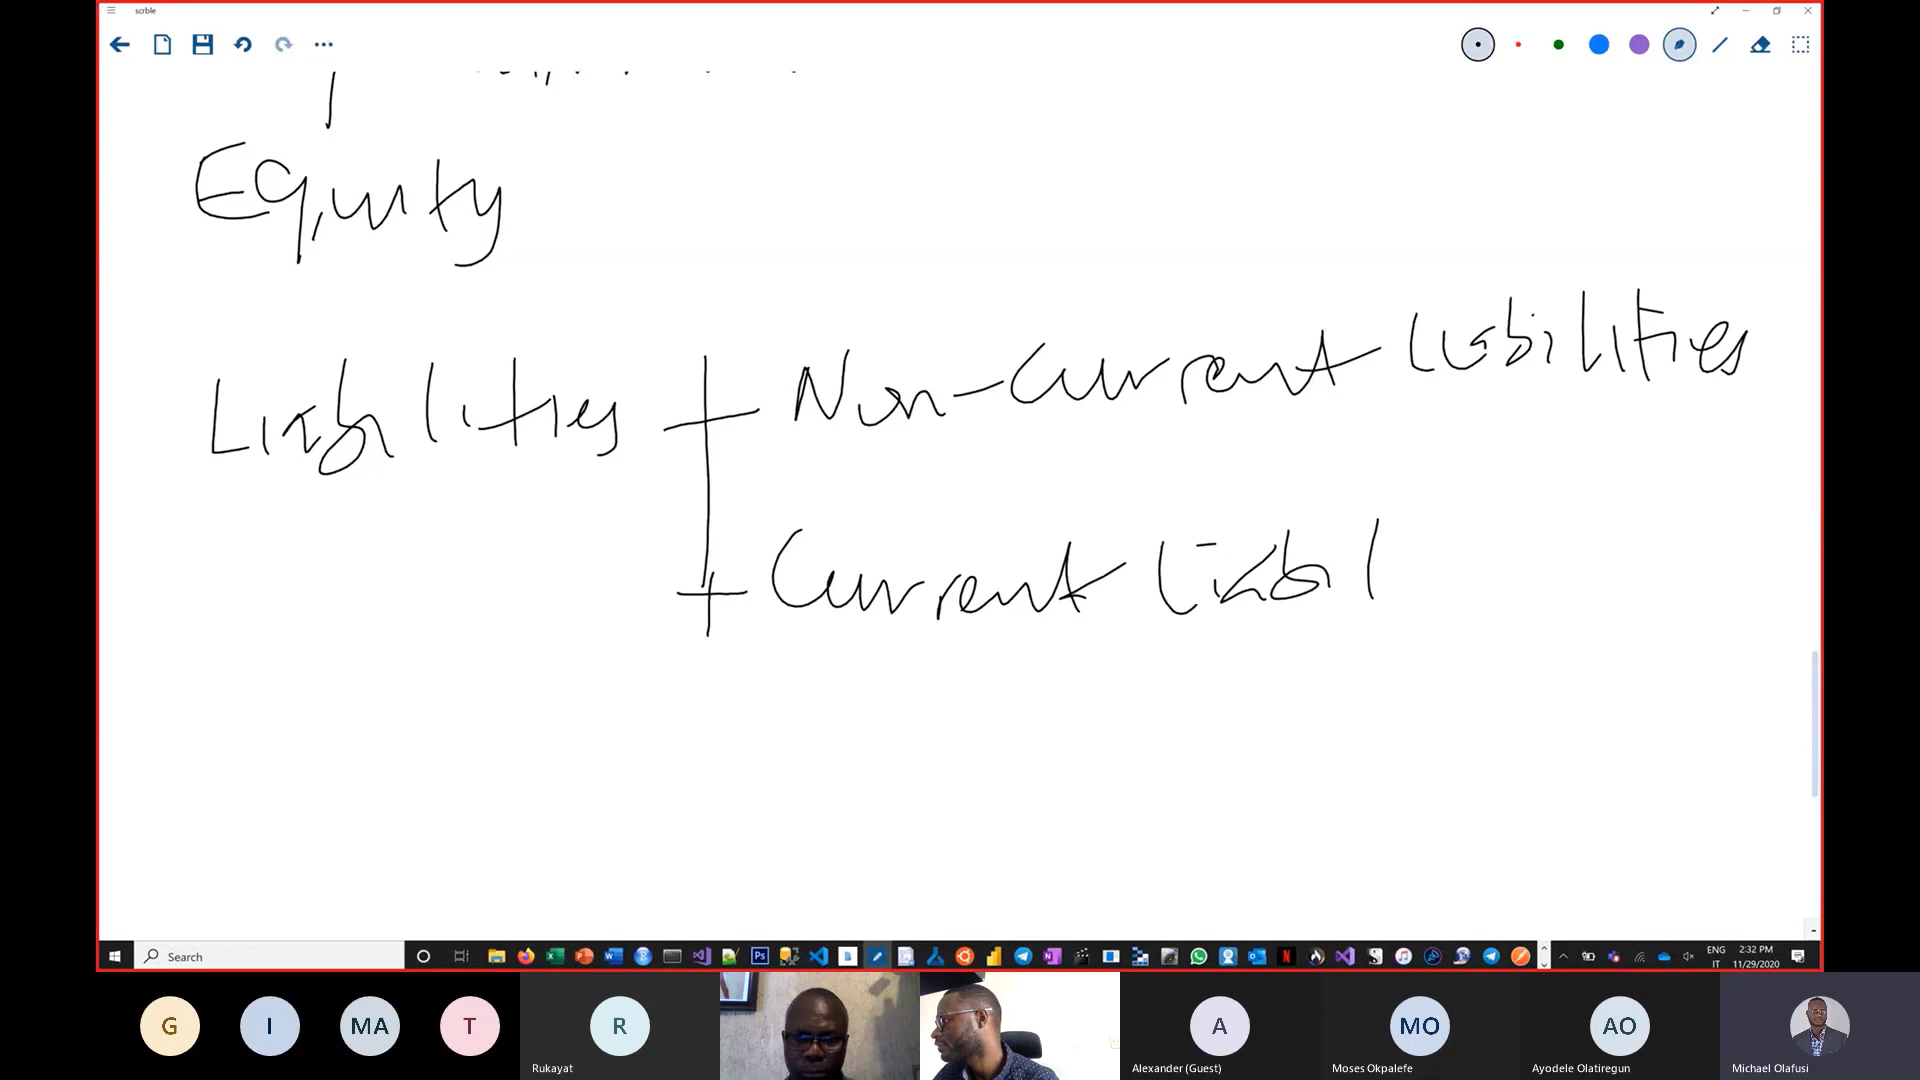 scrble
Equity
Liabilities Non-Current Liabilities
Current Liabil
Search
ENG
IT
2:32 PM
11/29/2020
G
I
MA
T
R
Rukayat
A
Alexander (Guest)
MO
Moses Okpalefe
AO
Ayodele Olatiregun
Michael Olafusi